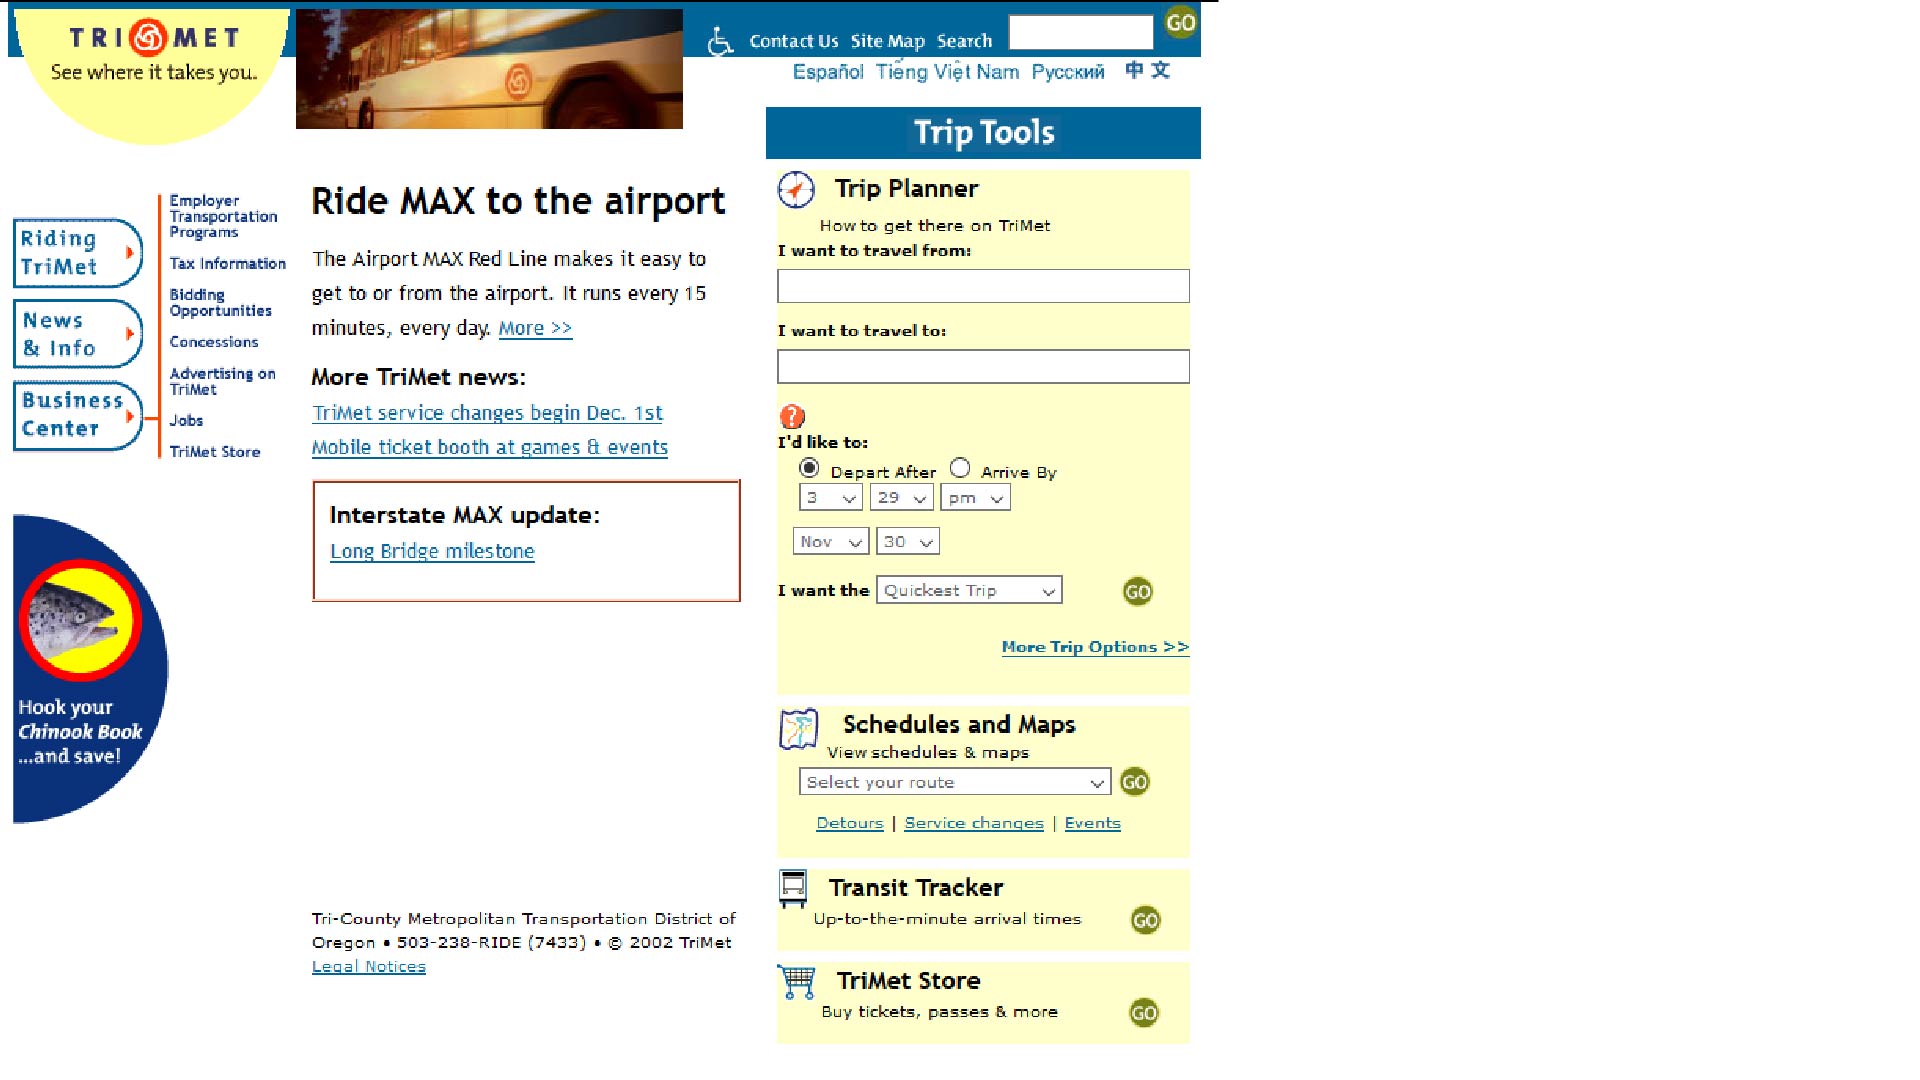 TRI MET
See where it takes you.
Contact Us Site Map Search
GO
Español Tiếng Việt Nam Русский 中文
Riding
TriMet
News
& Info
Business
Center
Employer
Transportation
Programs
Tax Information
Bidding
Opportunities
Concessions
Advertising on
TriMet
Jobs
TriMet Store
Hook your
Chinook Book
...and save!
Ride MAX to the airport
The Airport MAX Red Line makes it easy to
get to or from the airport. It runs every 15
minutes, every day. More >>
More TriMet news:
TriMet service changes begin Dec. 1st
Mobile ticket booth at games & events
Interstate MAX update:
Long Bridge milestone
Tri-County Metropolitan Transportation District of
Oregon • 503-238-RIDE (7433) • © 2002 TriMet
Legal Notices
Trip Tools
Trip Planner
How to get there on TriMet
I want to travel from:
I want to travel to:
?
I'd like to:
Depart After Arrive By
3 29 pm
Nov 30
I want the Quickest Trip GO
More Trip Options >>
Schedules and Maps
View schedules & maps
Select your route GO
Detours | Service changes | Events
Transit Tracker
Up-to-the-minute arrival times GO
TriMet Store
Buy tickets, passes & more GO